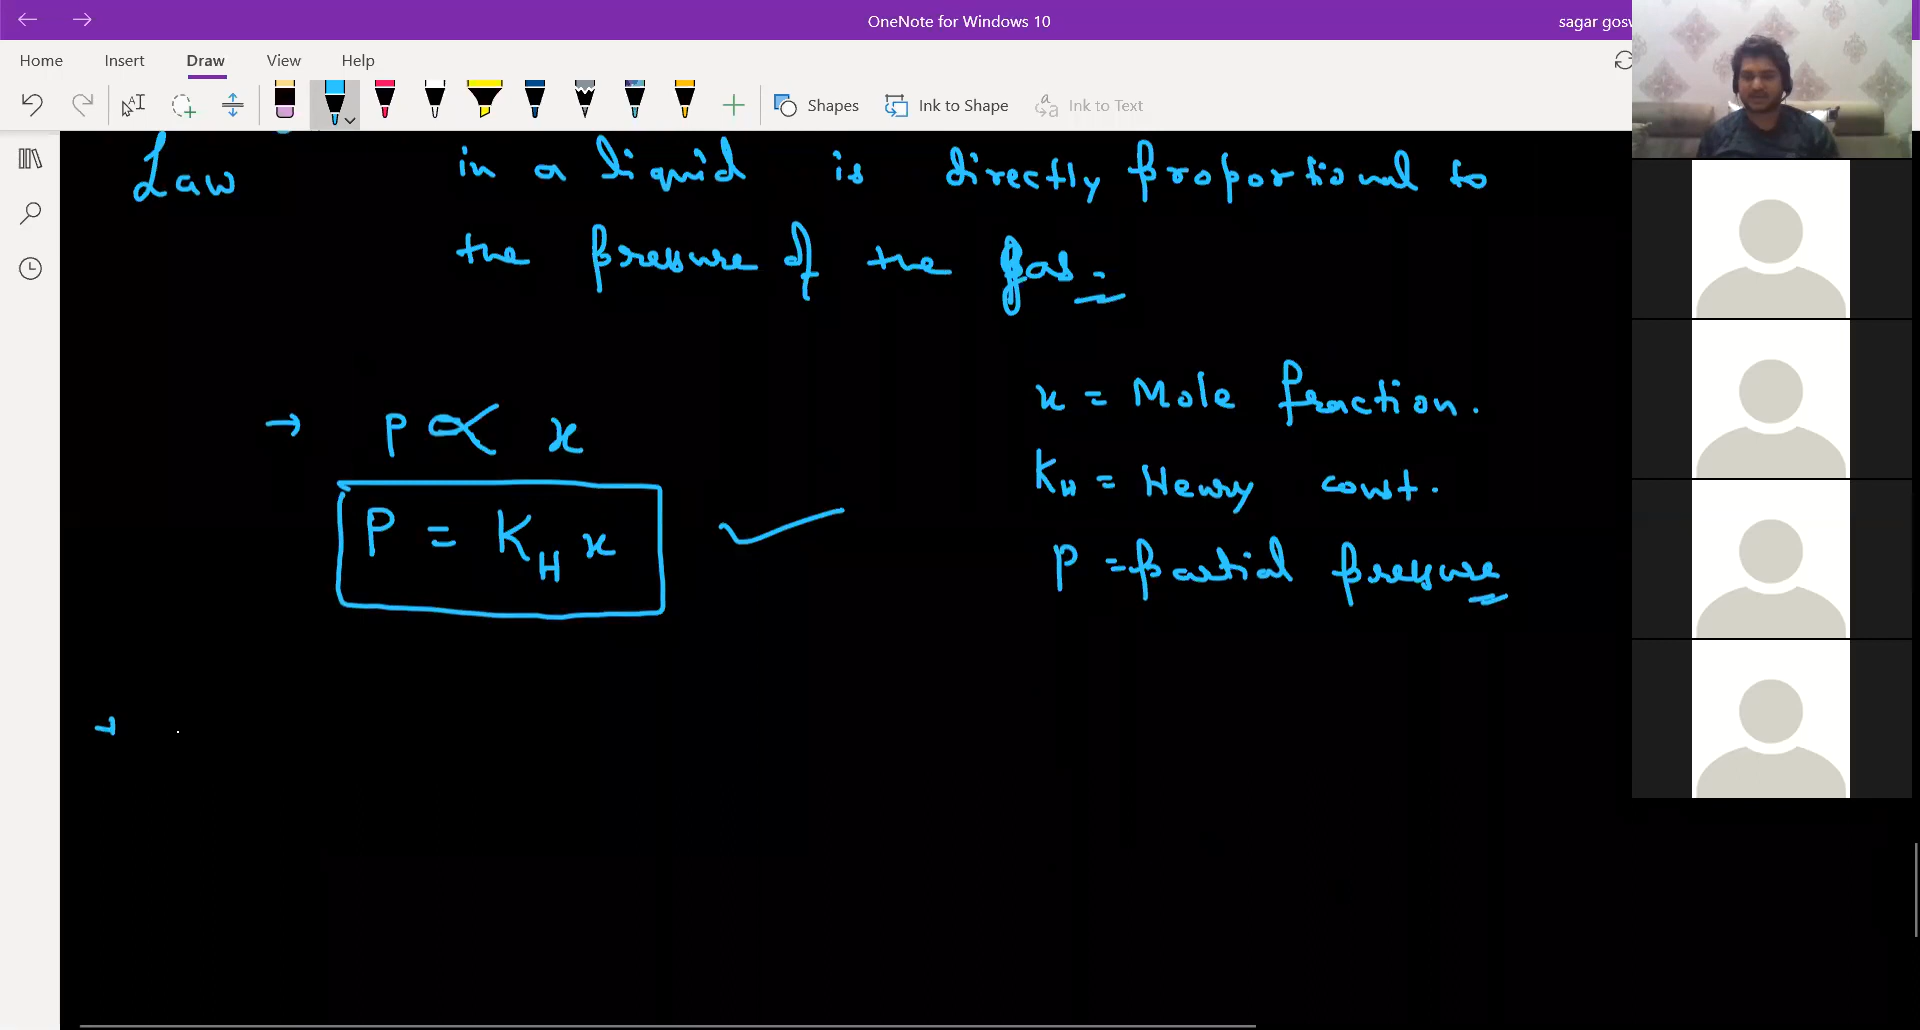 OneNote for Windows 10
sagar gosw
Home Insert Draw View Help
Shapes Ink to Shape Ink to Text
Law in a liquid is directly proportional to
the pressure of the gas.
→ P ∝ x
P = K_H x ✓
x = Mole fraction.
K_H = Henry const.
P = partial pressure